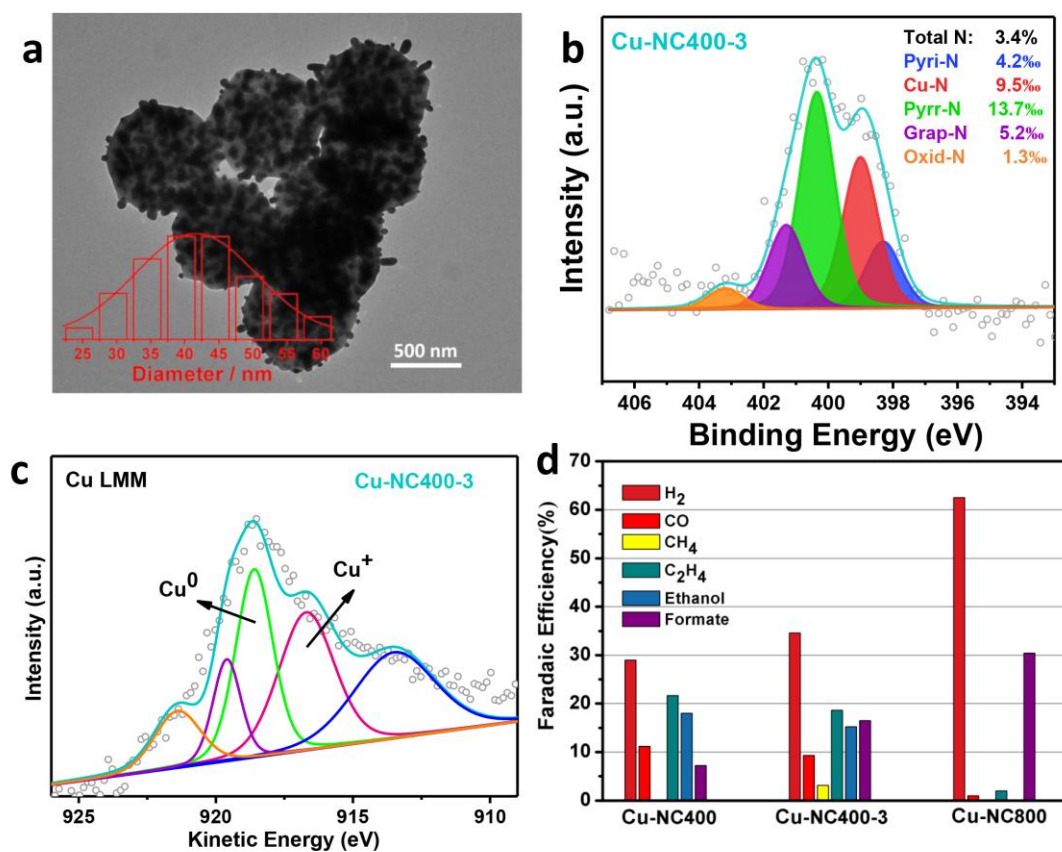 a
25 30 35 40 45 50 55 60
Diameter / nm
500 nm
b
Cu-NC400-3
Total N: 3.4%
Pyri-N 4.2‰
Cu-N 9.5‰
Pyrr-N 13.7‰
Grap-N 5.2‰
Oxid-N 1.3‰
Intensity (a.u.)
406 404 402 400 398 396 394
Binding Energy (eV)
c
Cu LMM
Cu-NC400-3
Cu⁰
Cu⁺
Intensity (a.u.)
925 920 915 910
Kinetic Energy (eV)
d
70
60
50
40
30
20
10
0
Faradaic Efficiency(%)
H₂
CO
CH₄
C₂H₄
Ethanol
Formate
Cu-NC400 Cu-NC400-3 Cu-NC800